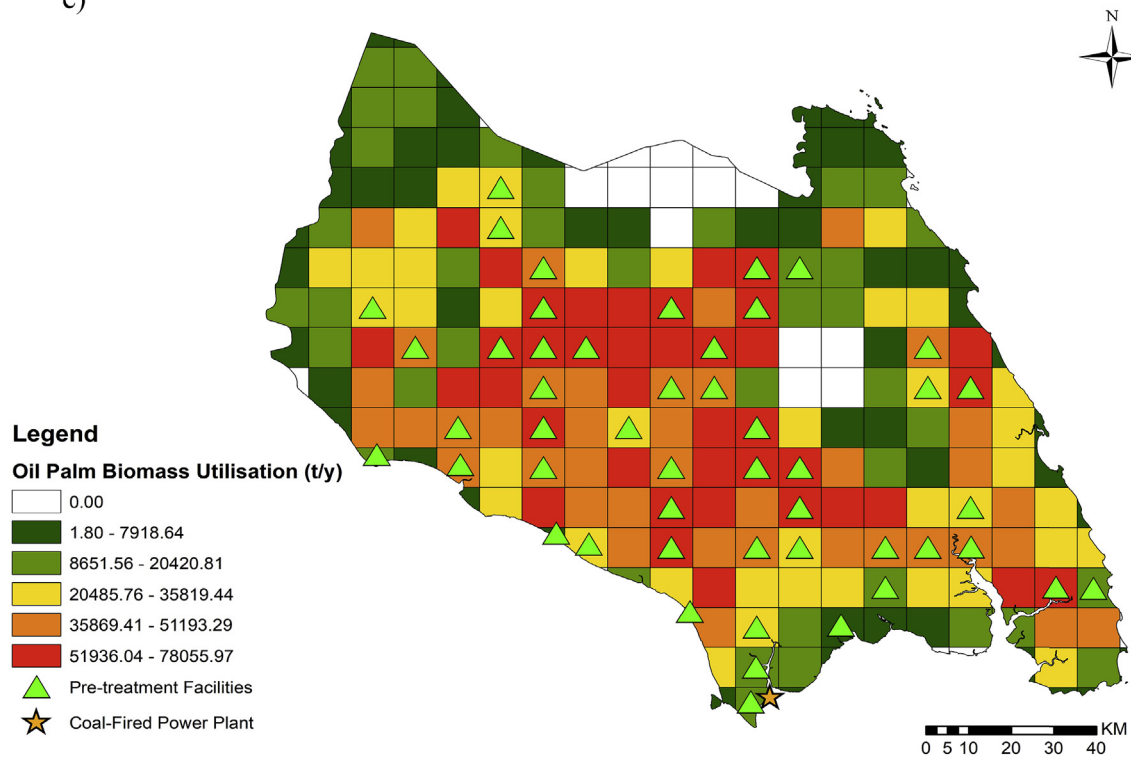 c)
N
Legend
Oil Palm Biomass Utilisation (t/y)
0.00
1.80 - 7918.64
8651.56 - 20420.81
20485.76 - 35819.44
35869.41 - 51193.29
51936.04 - 78055.97
Pre-treatment Facilities
Coal-Fired Power Plant
KM
0 5 10 20 30 40